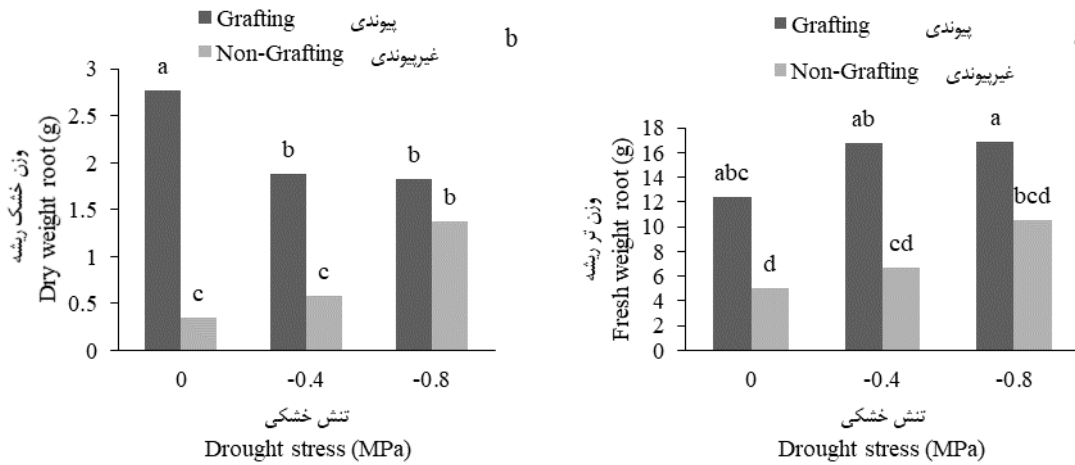 Grafting پیوندی
Non-Grafting غیرپیوندی
b
3
2.5
2
1.5
1
0.5
0
وزن خشک ریشه
Dry weight root (g)
a
c
b
c
b
b
0
-0.4
-0.8
تنش خشکی
Drought stress (MPa)
Grafting پیوندی
Non-Grafting غیرپیوندی
18
16
14
12
10
8
6
4
2
0
وزن تر ریشه
Fresh weight root (g)
abc
d
ab
cd
a
bcd
0
-0.4
-0.8
تنش خشکی
Drought stress (MPa)